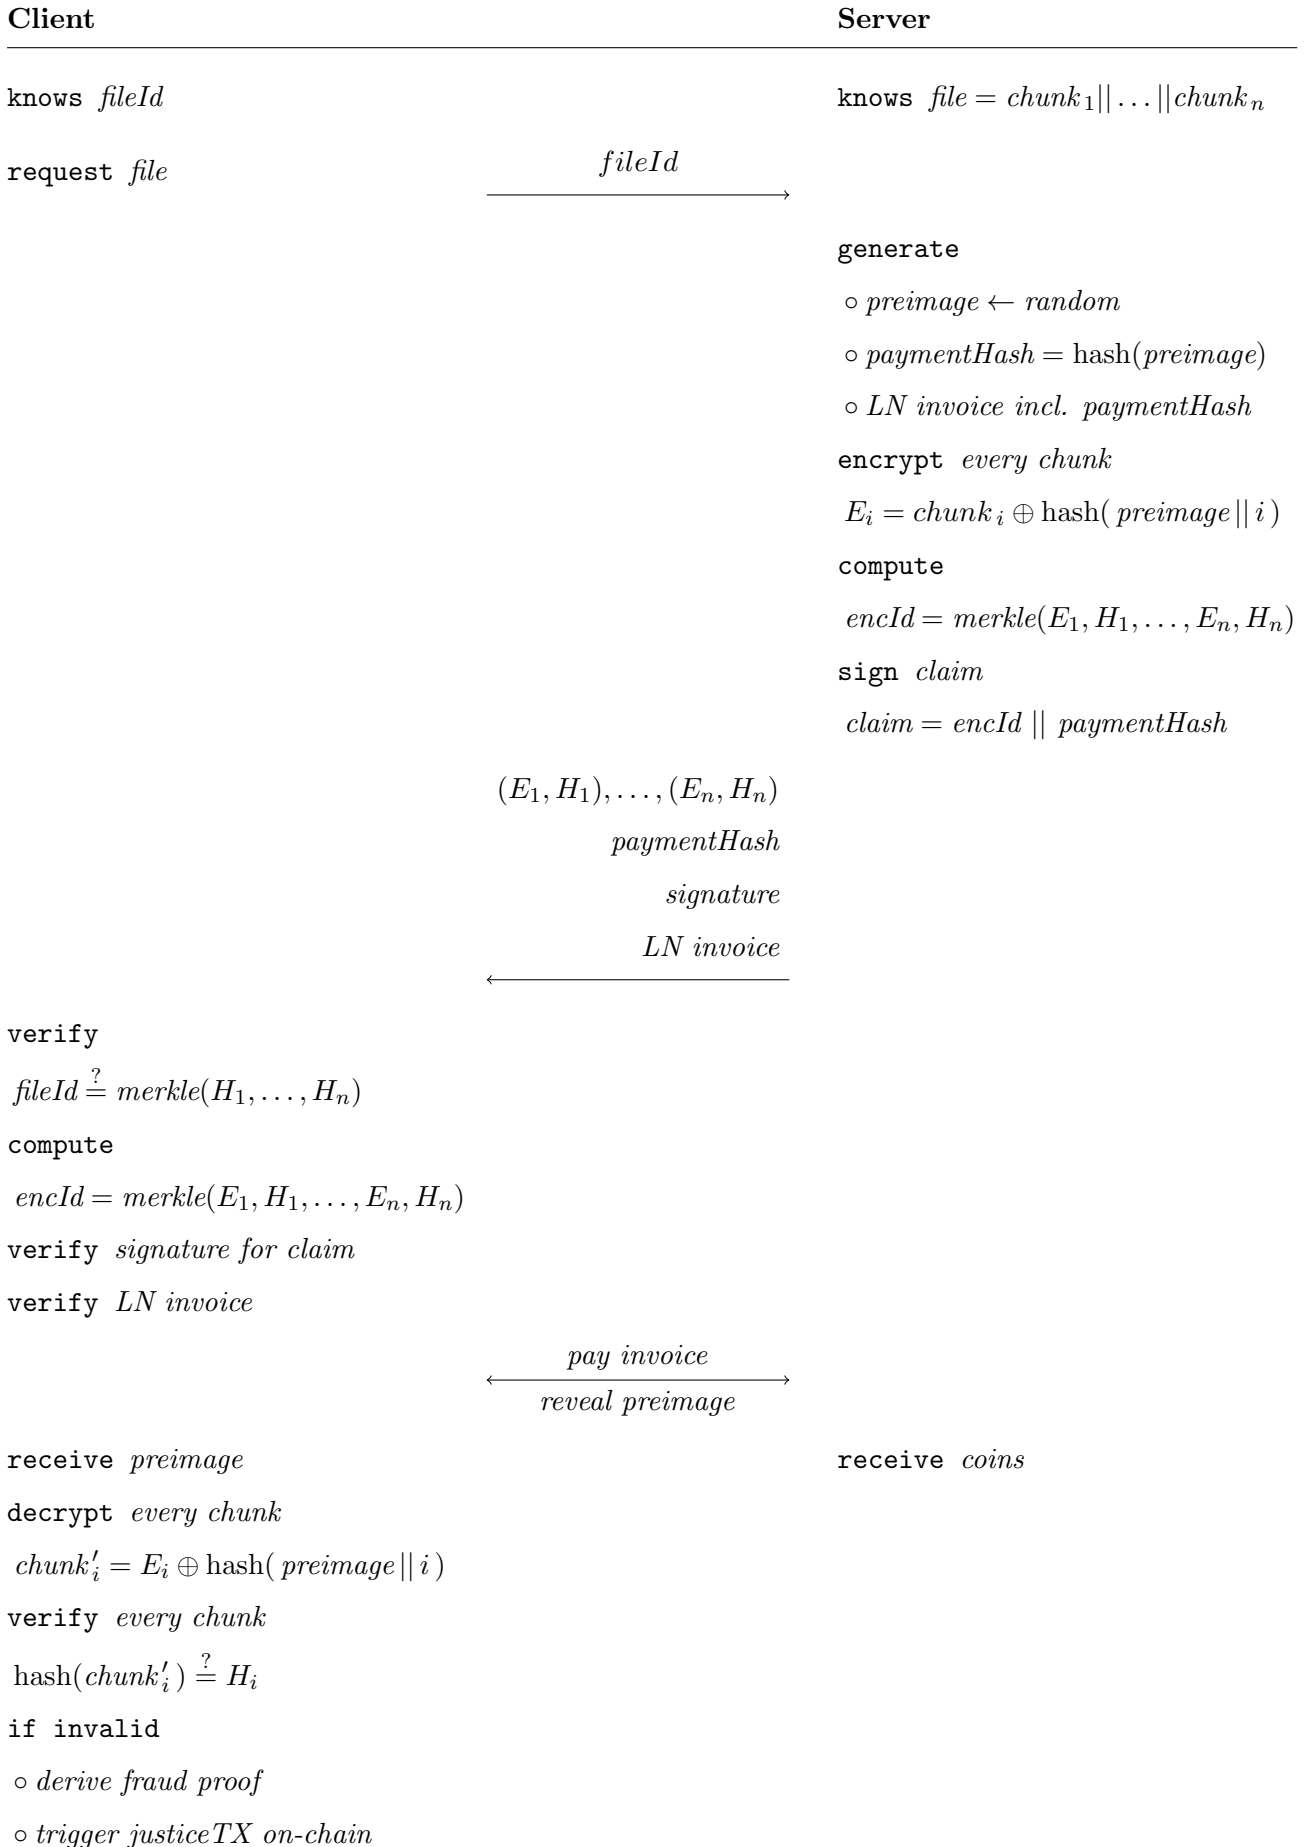 Client Server
knows fileId knows file = chunk₁|| . . . ||chunkₙ
request file fileId
generate
◦ preimage ← random
◦ paymentHash = hash(preimage)
◦ LN invoice incl. paymentHash
encrypt every chunk
Eᵢ = chunkᵢ ⊕ hash( preimage || i )
compute
encId = merkle(E₁, H₁, . . . , Eₙ, Hₙ)
sign claim
claim = encId || paymentHash
(E₁, H₁), . . . , (Eₙ, Hₙ)
paymentHash
signature
LN invoice
verify
fileId ≟ merkle(H₁, . . . , Hₙ)
compute
encId = merkle(E₁, H₁, . . . , Eₙ, Hₙ)
verify signature for claim
verify LN invoice
pay invoice
reveal preimage
receive preimage receive coins
decrypt every chunk
chunk′ᵢ = Eᵢ ⊕ hash( preimage || i )
verify every chunk
hash(chunk′ᵢ) ≟ Hᵢ
if invalid
◦ derive fraud proof
◦ trigger justiceTX on-chain